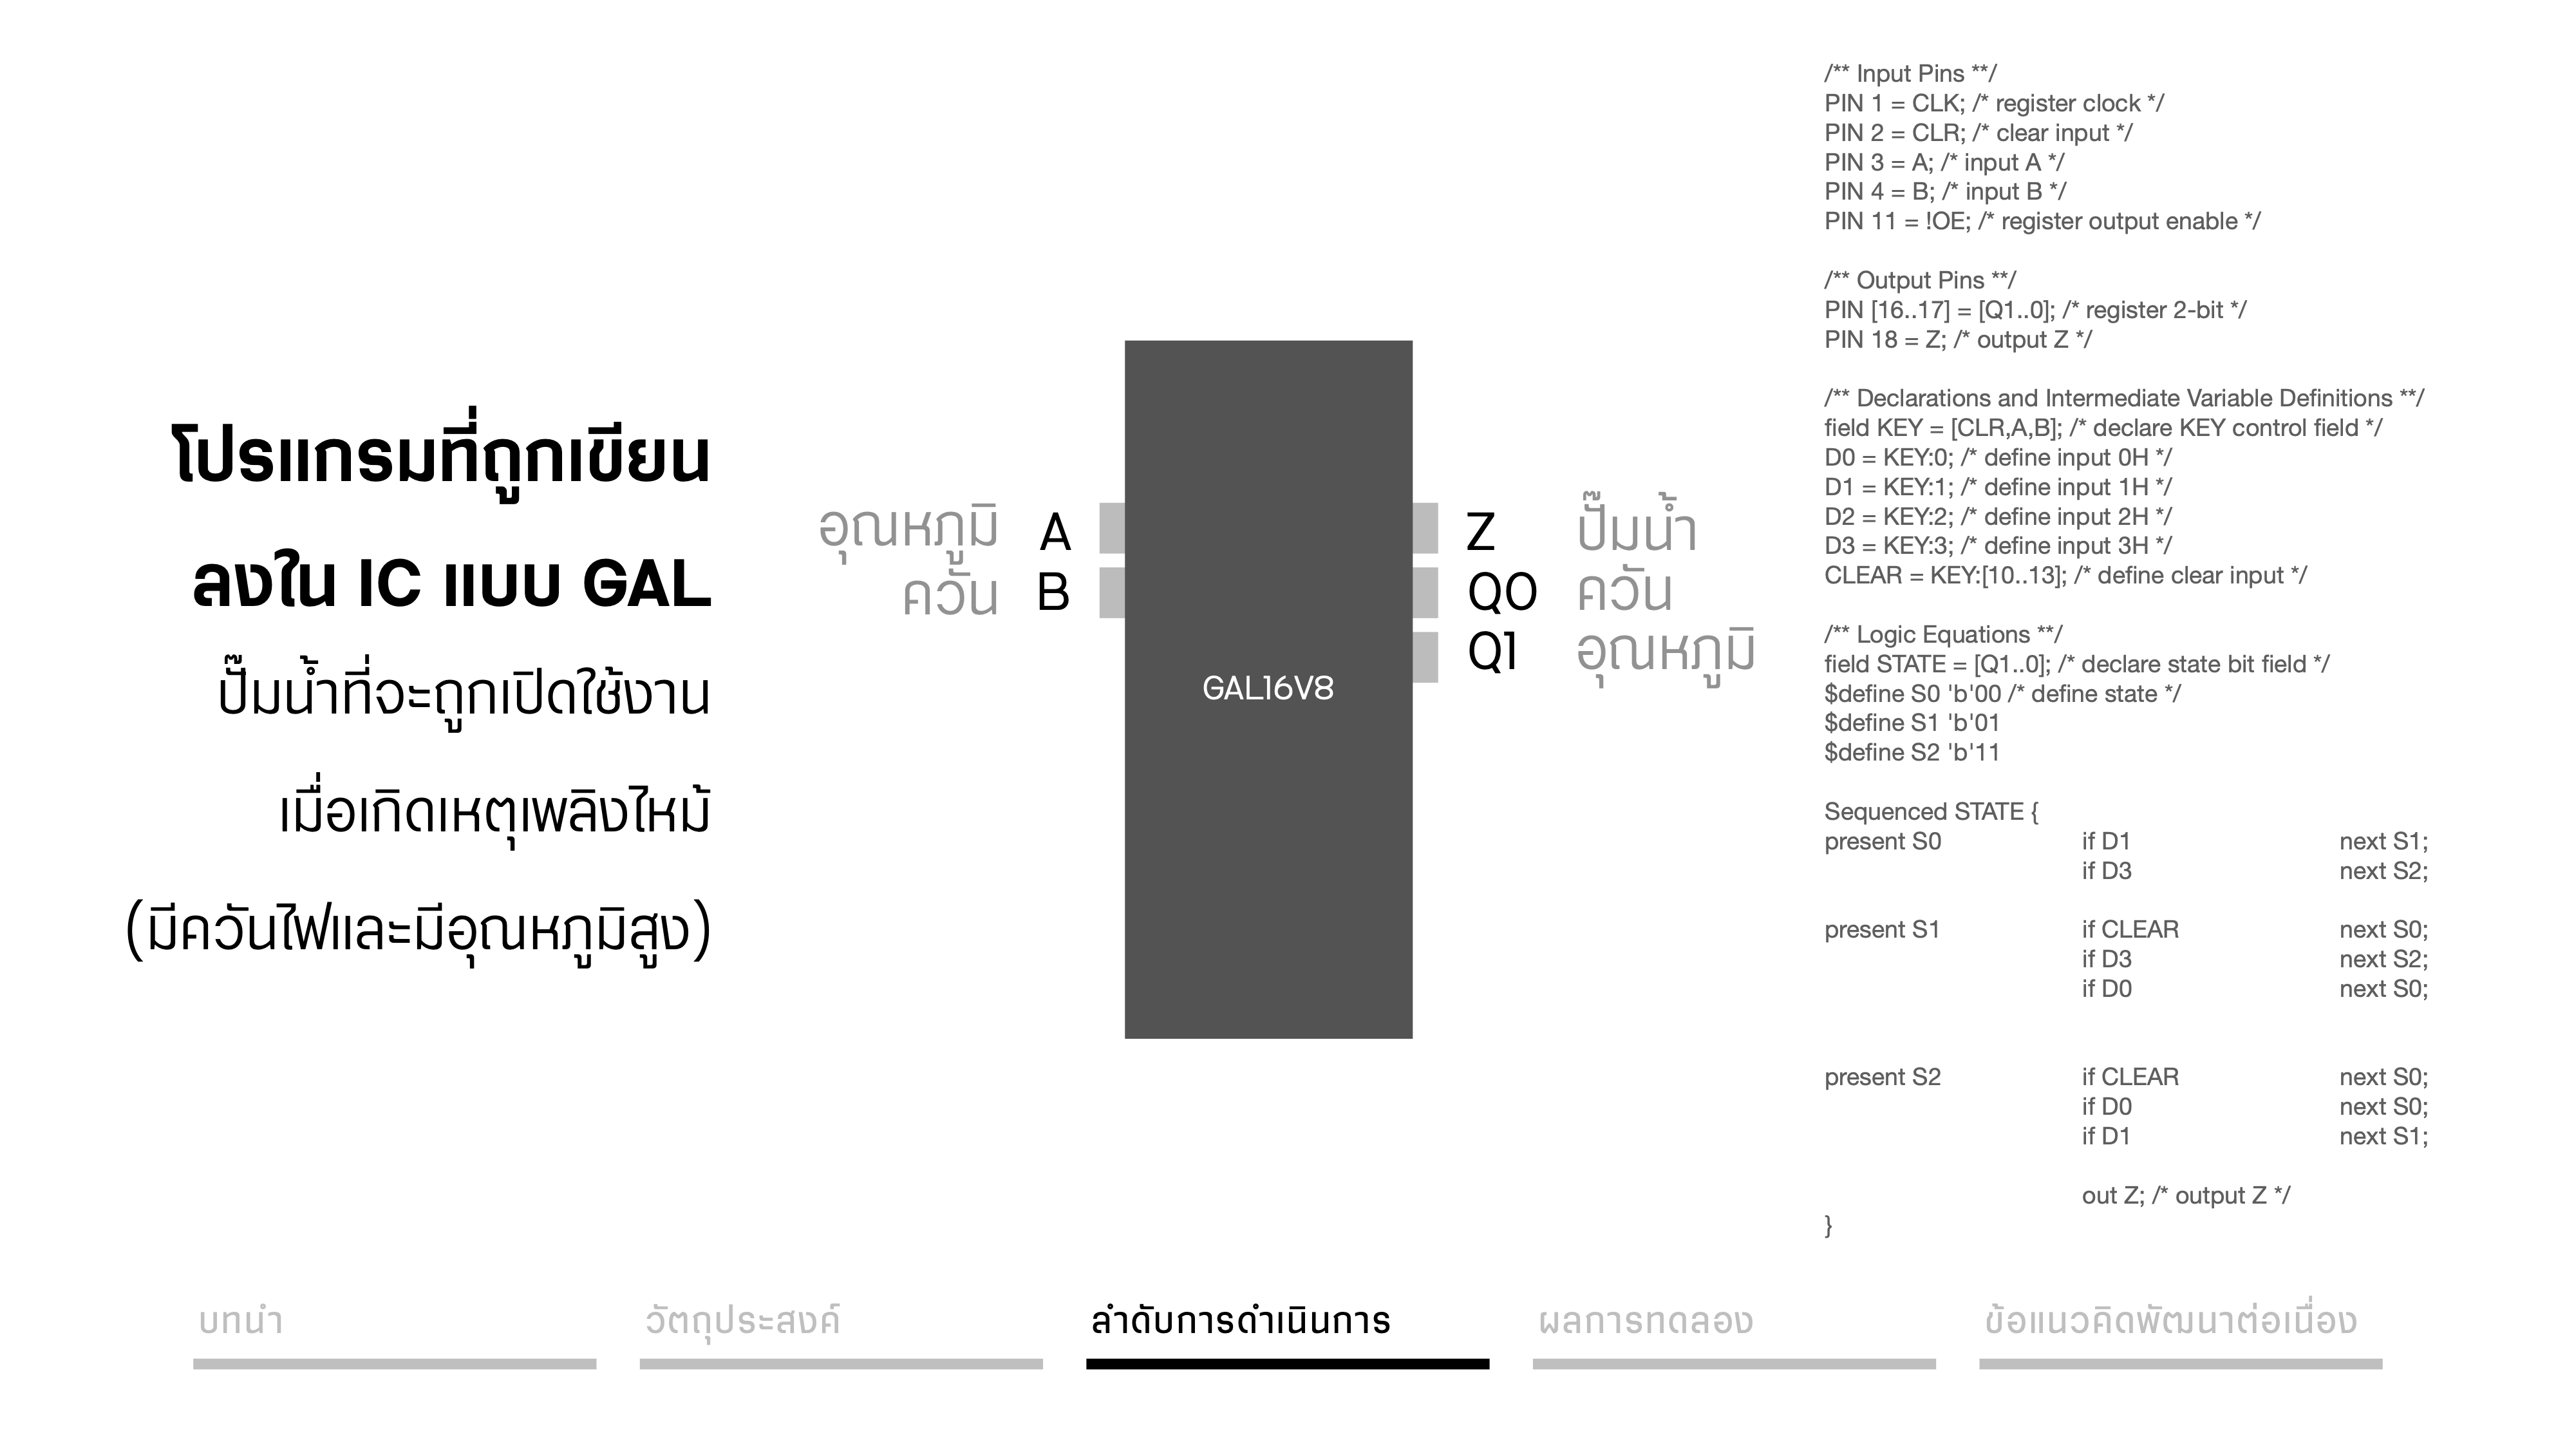 โปรแกรมที่ถูกเขียน
ลงใน IC แบบ GAL
ปั๊มน้ำที่จะถูกเปิดใช้งาน
เมื่อเกิดเหตุเพลิงไหม้
(มีควันไฟและมีอุณหภูมิสูง)
อุณหภูมิ A
ควัน B
GAL16V8
Z ปั๊มน้ำ
Q0 ควัน
Q1 อุณหภูมิ
/** Input Pins **/
PIN 1 = CLK; /* register clock */
PIN 2 = CLR; /* clear input */
PIN 3 = A; /* input A */
PIN 4 = B; /* input B */
PIN 11 = !OE; /* register output enable */
/** Output Pins **/
PIN [16..17] = [Q1..0]; /* register 2-bit */
PIN 18 = Z; /* output Z */
/** Declarations and Intermediate Variable Definitions **/
field KEY = [CLR,A,B]; /* declare KEY control field */
D0 = KEY:0; /* define input 0H */
D1 = KEY:1; /* define input 1H */
D2 = KEY:2; /* define input 2H */
D3 = KEY:3; /* define input 3H */
CLEAR = KEY:[10..13]; /* define clear input */
/** Logic Equations **/
field STATE = [Q1..0]; /* declare state bit field */
$define S0 'b'00 /* define state */
$define S1 'b'01
$define S2 'b'11
Sequenced STATE {
present S0 if D1 next S1;
if D3 next S2;
present S1 if CLEAR next S0;
if D3 next S2;
if D0 next S0;
present S2 if CLEAR next S0;
if D0 next S0;
if D1 next S1;
out Z; /* output Z */
}
บทนำ
วัตถุประสงค์
ลำดับการดำเนินการ
ผลการทดลอง
ข้อแนวคิดพัฒนาต่อเนื่อง